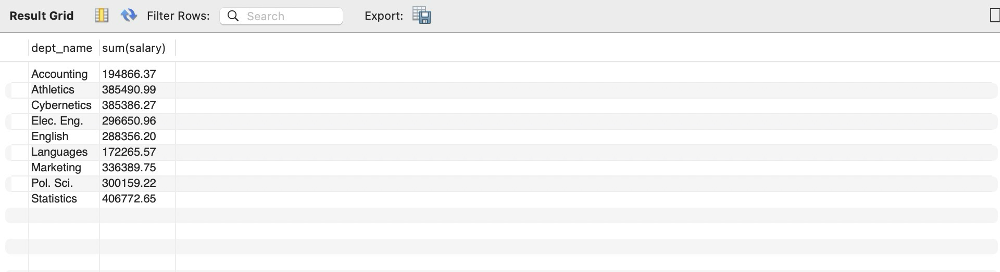 Result Grid Filter Rows: Search Export:
dept_name sum(salary)
Accounting 194866.37
Athletics 385490.99
Cybernetics 385386.27
Elec. Eng. 296650.96
English 288356.20
Languages 172265.57
Marketing 336389.75
Pol. Sci. 300159.22
Statistics 406772.65